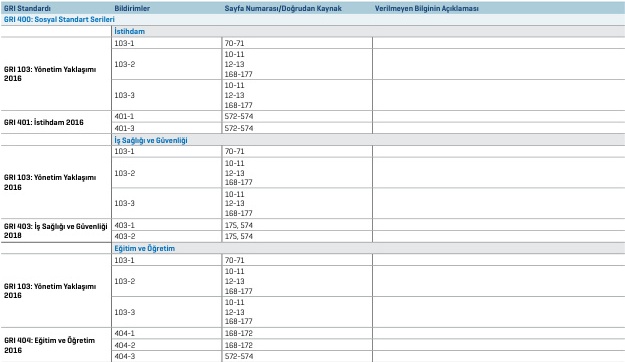 GRI Standardı Bildirimler Sayfa Numarası/Doğrudan Kaynak Verilmeyen Bilginin Açıklaması
GRI 400: Sosyal Standart Serileri
İstihdam
GRI 103: Yönetim Yaklaşımı
2016
103-1 70-71
103-2 10-11
12-13
168-177
103-3 10-11
12-13
168-177
GRI 401: İstihdam 2016
401-1 572-574
401-3 572-574
İş Sağlığı ve Güvenliği
GRI 103: Yönetim Yaklaşımı
2016
103-1 70-71
103-2 10-11
12-13
168-177
103-3 10-11
12-13
168-177
GRI 403: İş Sağlığı ve Güvenliği
2018
403-1 175, 574
403-2 175, 574
Eğitim ve Öğretim
GRI 103: Yönetim Yaklaşımı
2016
103-1 70-71
103-2 10-11
12-13
168-177
103-3 10-11
12-13
168-177
GRI 404: Eğitim ve Öğretim
2016
404-1 168-172
404-2 168-172
404-3 572-574